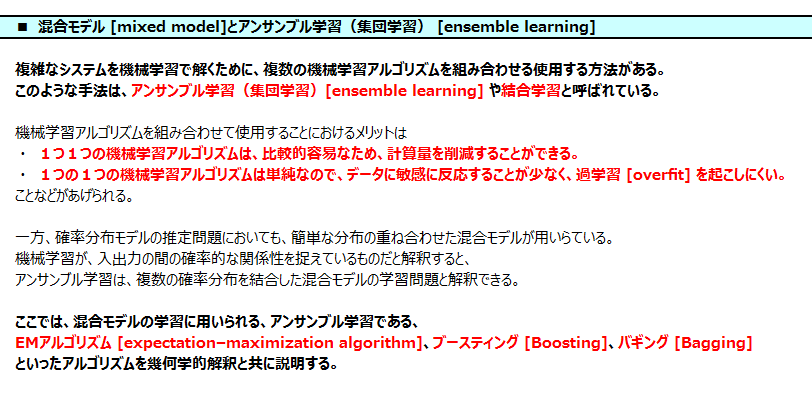 ■ 混合モデル [mixed model]とアンサンブル学習（集団学習） [ensemble learning]
複雑なシステムを機械学習で解くために、複数の機械学習アルゴリズムを組み合わせる使用する方法がある。
このような手法は、アンサンブル学習（集団学習）[ensemble learning] や結合学習と呼ばれている。
機械学習アルゴリズムを組み合わせて使用することにおけるメリットは
・ １つ１つの機械学習アルゴリズムは、比較的容易なため、計算量を削減することができる。
・ １つの１つの機械学習アルゴリズムは単純なので、データに敏感に反応することが少なく、過学習 [overfit] を起こしにくい。
ことなどがあげられる。
一方、確率分布モデルの推定問題においても、簡単な分布の重ね合わせた混合モデルが用いらている。
機械学習が、入出力の間の確率的な関係性を捉えているものだと解釈すると、
アンサンブル学習は、複数の確率分布を結合した混合モデルの学習問題と解釈できる。
ここでは、混合モデルの学習に用いられる、アンサンブル学習である、
EMアルゴリズム [expectation–maximization algorithm]、ブースティング [Boosting]、バギング [Bagging]
といったアルゴリズムを幾何学的解釈と共に説明する。